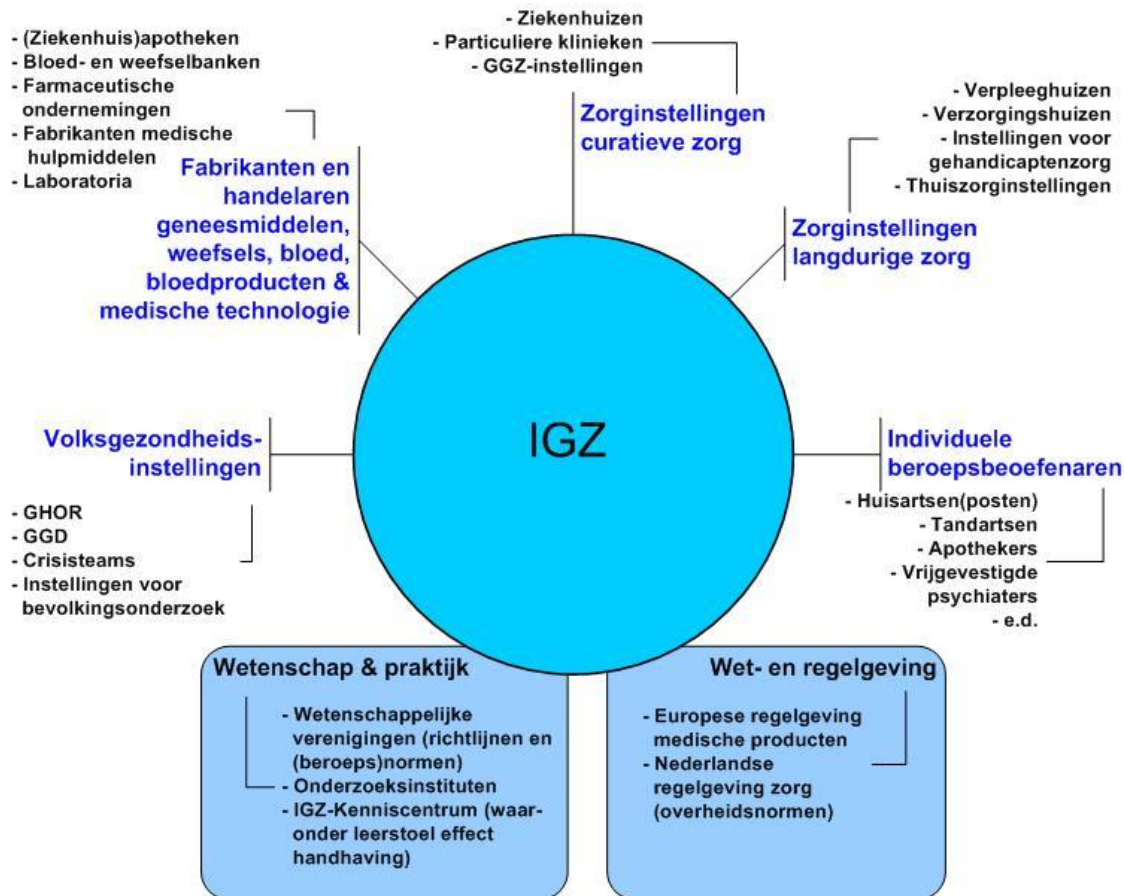 - (Ziekenhuis)apotheken
- Bloed- en weefselbanken
- Farmaceutische
ondernemingen
- Fabrikanten medische
hulpmiddelen
- Laboratoria
Fabrikanten en
handelaren
geneesmiddelen,
weefsels, bloed,
bloedproducten &
medische technologie
- Ziekenhuizen
- Particuliere klinieken
- GGZ-instellingen
Zorginstellingen
curatieve zorg
- Verpleeghuizen
- Verzorgingshuizen
- Instellingen voor
gehandicaptenzorg
- Thuiszorginstellingen
Zorginstellingen
langdurige zorg
IGZ
Volksgezondheids-
instellingen
- GHOR
- GGD
- Crisisteams
- Instellingen voor
bevolkingsonderzoek
Individuele
beroepsbeoefenaren
- Huisartsen(posten)
- Tandartsen
- Apothekers
- Vrijgevestigde
psychiaters
- e.d.
Wetenschap & praktijk
- Wetenschappelijke
verenigingen (richtlijnen en
(beroeps)normen)
- Onderzoeksinstituten
- IGZ-Kenniscentrum (waar-
onder leerstoel effect
handhaving)
Wet- en regelgeving
- Europese regelgeving
medische producten
- Nederlandse
regelgeving zorg
(overheidsnormen)